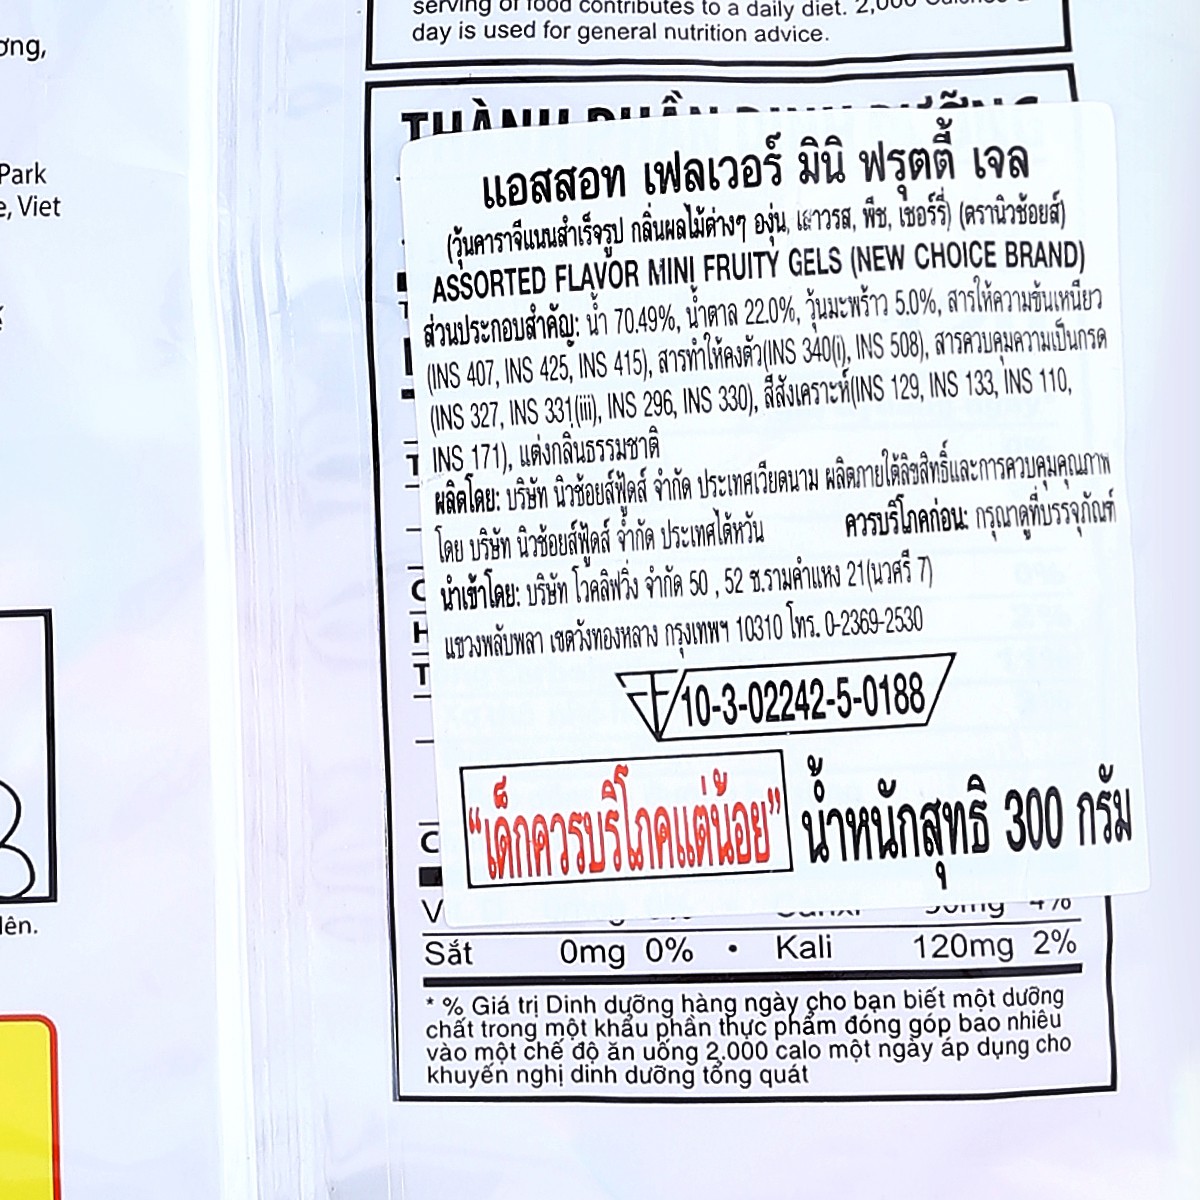 ơng,
Park
e, Viet
lên.
serving of food contributes to a daily diet. 2,000
day is used for general nutrition advice.
THÀNH PHẦN DINH DƯỠNG
แอสสอท เฟลเวอร์ มินิ ฟรุตตี้ เจล
(วุ้นคาราจีแนนสำเร็จรูป กลิ่นผลไม้ต่างๆ องุ่น, เสาวรส, พีช, เชอร์รี่) (ตรานิวช้อยส์)
ASSORTED FLAVOR MINI FRUITY GELS (NEW CHOICE BRAND)
ส่วนประกอบสำคัญ: น้ำ 70.49%, น้ำตาล 22.0%, วุ้นมะพร้าว 5.0%, สารให้ความข้นเหนียว
(INS 407, INS 425, INS 415), สารทำให้คงตัว(INS 340(i), INS 508), สารควบคุมความเป็นกรด
(INS 327, INS 331(iii), INS 296, INS 330), สีสังเคราะห์(INS 129, INS 133, INS 110,
INS 171), แต่งกลิ่นธรรมชาติ
ผลิตโดย: บริษัท นิวช้อยส์ฟู้ดส์ จำกัด ประเทศเวียดนาม ผลิตภายใต้ลิขสิทธิ์และการควบคุมคุณภาพ
โดย บริษัท นิวช้อยส์ฟู้ดส์ จำกัด ประเทศไต้หวัน ควรบริโภคก่อน: กรุณาดูที่บรรจุภัณฑ์
นำเข้าโดย: บริษัท โวคลิฟวิ่ง จำกัด 50 , 52 ซ.รามคำแหง 21(นวศรี 7)
แขวงพลับพลา เขตวังทองหลาง กรุงเทพฯ 10310 โทร. 0-2369-2530
10-3-02242-5-0188
"เด็กควรบริโภคแต่น้อย" น้ำหนักสุทธิ 300 กรัม
Sắt 0mg 0% • Kali 120mg 2%
* % Giá trị Dinh dưỡng hàng ngày cho bạn biết một dưỡng
chất trong một khẩu phần thực phẩm đóng góp bao nhiêu
vào một chế độ ăn uống 2.000 calo một ngày áp dụng cho
khuyến nghị dinh dưỡng tổng quát